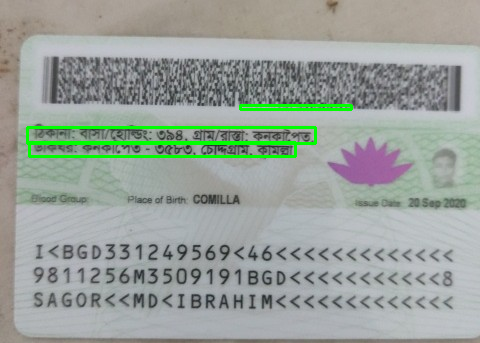 ঠিকানা: বাসা/হোল্ডিং: ৩৯৪, গ্রাম/রাস্তা: কনকাপৈত,
ডাকঘর: কনকাপৈত - ৩৫৮৩, চৌদ্দগ্রাম, কুমিল্লা
Blood Group: Place of Birth: COMILLA Issue Date: 20 Sep 2020
I<BGD331249569<46<<<<<<<<<<<<<
9811256M3509191BGD<<<<<<<<<<<8
SAGOR<<MD<IBRAHIM<<<<<<<<<<<<<